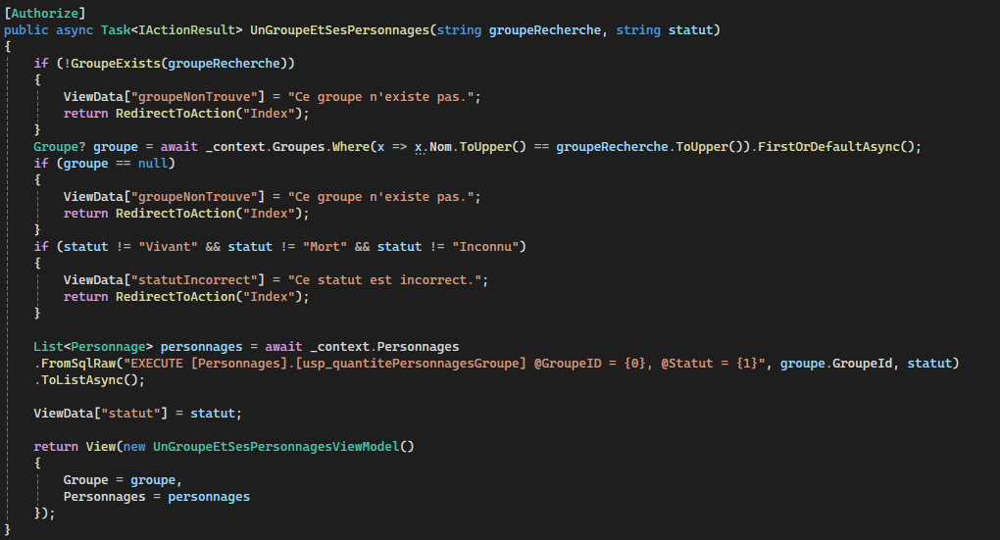 [Authorize]
public async Task<IActionResult> UnGroupeEtSesPersonnages(string groupeRecherche, string statut)
{
    if (!GroupeExists(groupeRecherche))
    {
        ViewData["groupeNonTrouve"] = "Ce groupe n'existe pas.";
        return RedirectToAction("Index");
    }
    Groupe? groupe = await _context.Groupes.Where(x => x.Nom.ToUpper() == groupeRecherche.ToUpper()).FirstOrDefaultAsync();
    if (groupe == null)
    {
        ViewData["groupeNonTrouve"] = "Ce groupe n'existe pas.";
        return RedirectToAction("Index");
    }
    if (statut != "Vivant" && statut != "Mort" && statut != "Inconnu")
    {
        ViewData["statutIncorrect"] = "Ce statut est incorrect.";
        return RedirectToAction("Index");
    }

    List<Personnage> personnages = await _context.Personnages
    .FromSqlRaw("EXECUTE [Personnages].[usp_quantitePersonnagesGroupe] @GroupeID = {0}, @Statut = {1}", groupe.GroupeId, statut)
    .ToListAsync();

    ViewData["statut"] = statut;

    return View(new UnGroupeEtSesPersonnagesViewModel()
    {
        Groupe = groupe,
        Personnages = personnages
    });
}